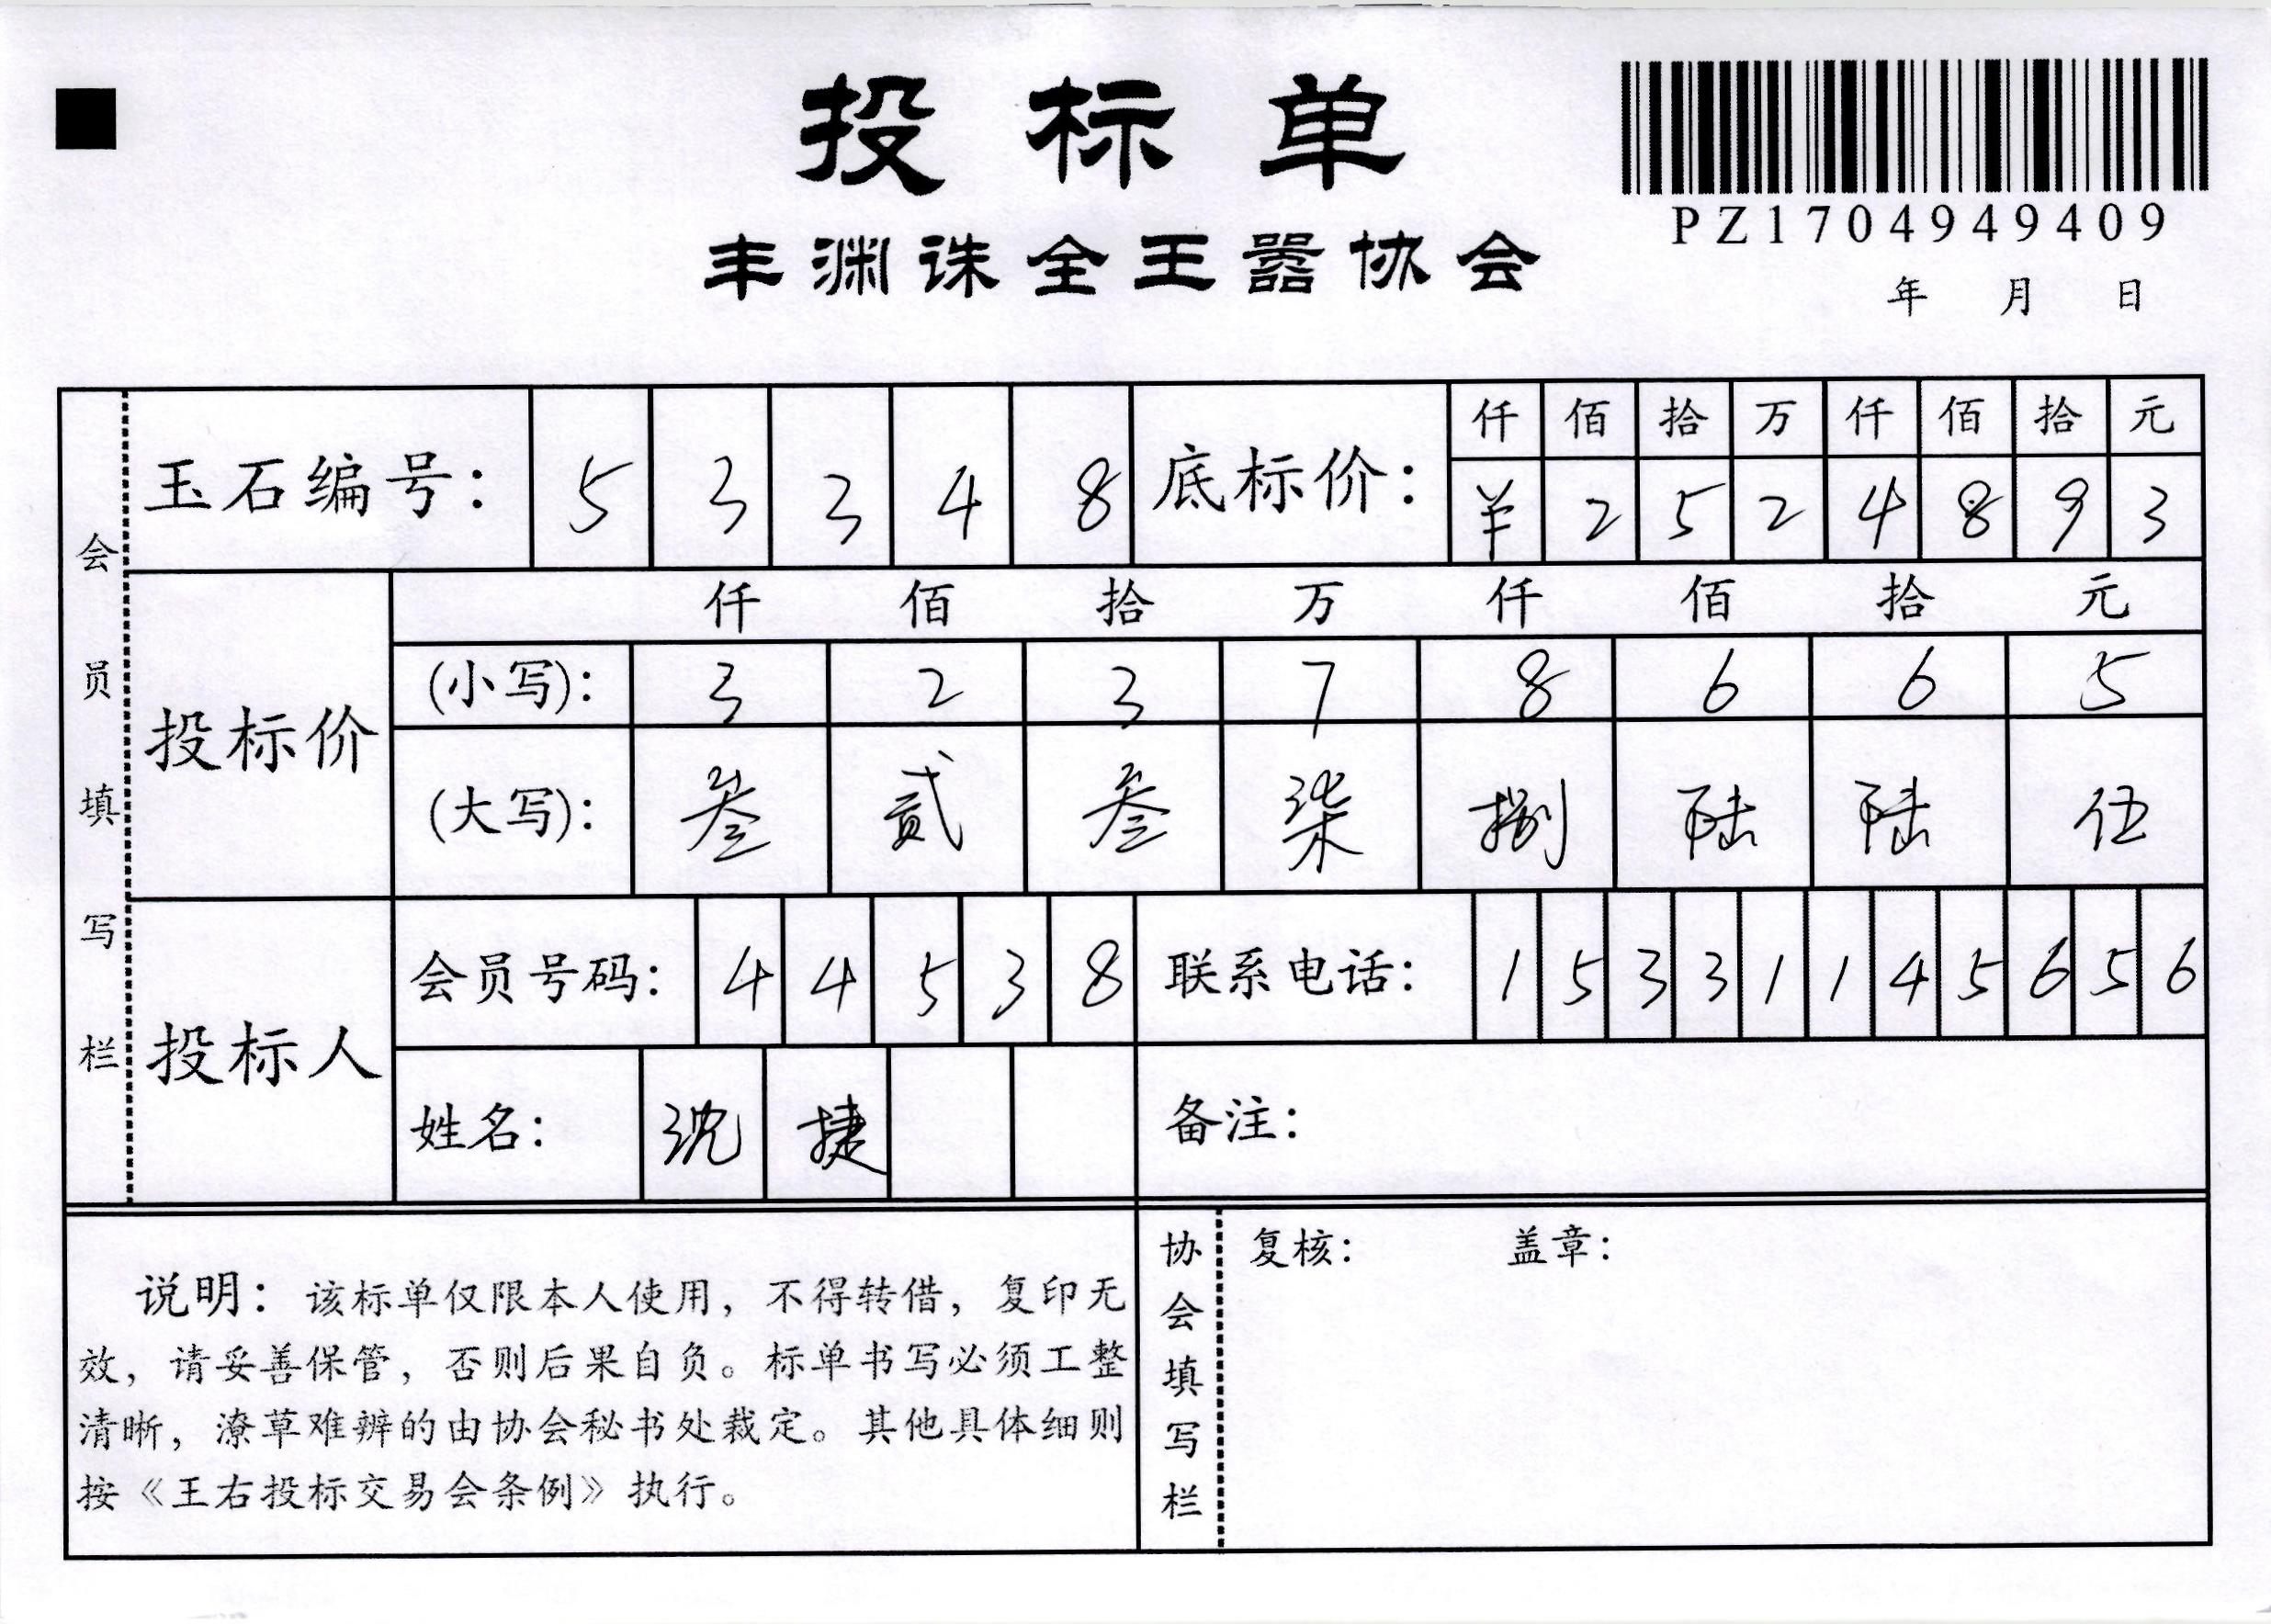 投标单
PZ1704949409
丰渊诛全王嚣协会
年 月 日
会员填写栏
玉石编号: 5 3 3 4 8
底标价: 仟 佰 拾 万 仟 佰 拾 元
¥ 2 5 2 4 8 9 3
投标价
仟 佰 拾 万 仟 佰 拾 元
(小写): 3 2 3 7 8 6 6 5
(大写): 叁 贰 叁 柒 捌 陆 陆 伍
投标人
会员号码: 4 4 5 3 8
联系电话: 1 5 3 3 1 1 4 5 6 5 6
姓名: 沈 捷
备注:
说明:该标单仅限本人使用,不得转借,复印无
效,请妥善保管,否则后果自负。标单书写必须工整
清晰,潦草难辨的由协会秘书处裁定。其他具体细则
按《王右投标交易会条例》执行。
协会填写栏
复核: 盖章: